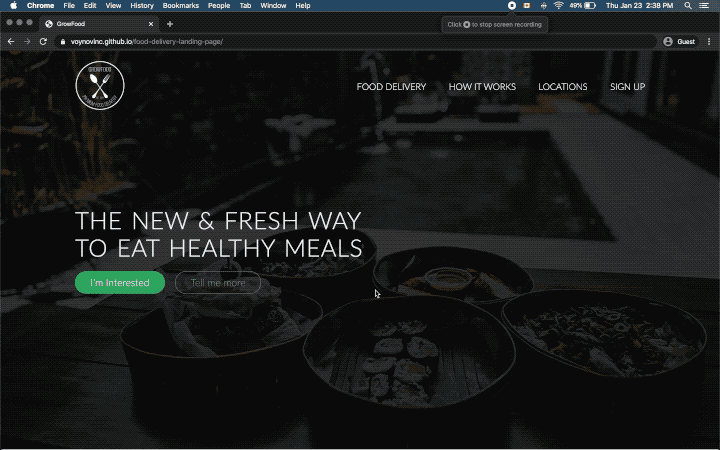 Chrome File Edit View History Bookmarks People Tab Window Help
49% Thu Jan 23 2:38 PM
Click to stop screen recording
GrowFood
voynovinc.github.io/food-delivery-landing-page/
Guest
GROWFOOD
FOOD DELIVERY HOW IT WORKS LOCATIONS SIGN UP
THE NEW & FRESH WAY
TO EAT HEALTHY MEALS
I'm Interested Tell me more